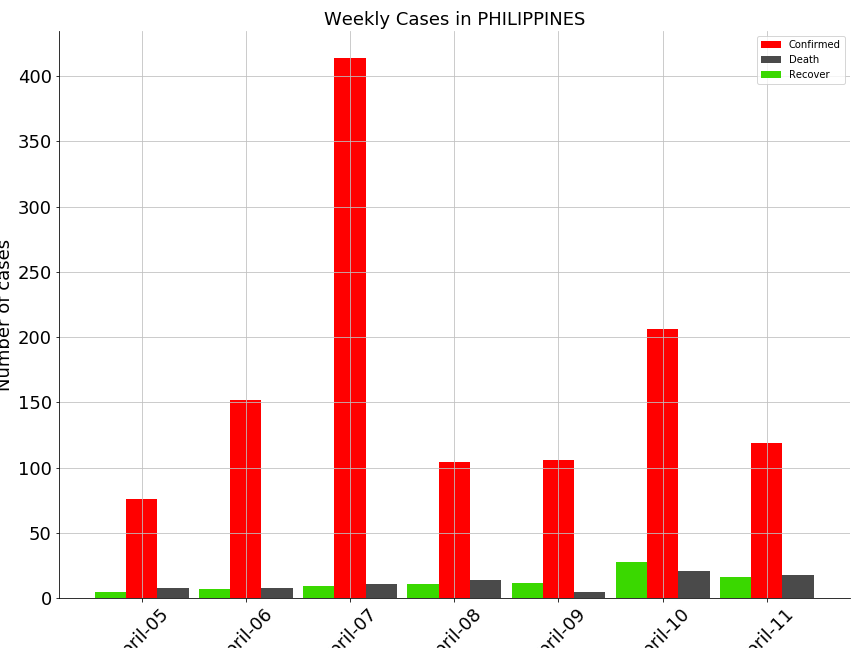 Weekly Cases in PHILIPPINES
Confirmed
Death
Recover
Number of cases
400
350
300
250
200
150
100
50
0
pril-05
pril-06
pril-07
pril-08
pril-09
pril-10
pril-11